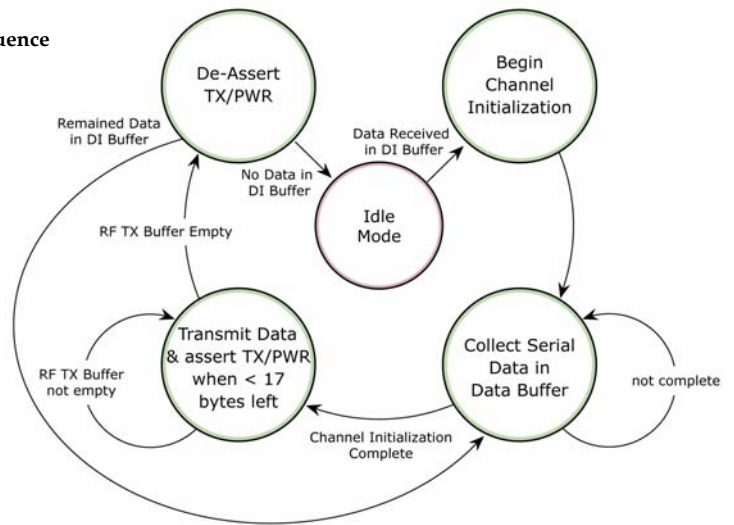 uence
De-Assert
TX/PWR
Begin
Channel
Initialization
Remained Data
in DI Buffer
Data Received
in DI Buffer
No Data in
DI Buffer
Idle
Mode
RF TX Buffer Empty
Transmit Data
& assert TX/PWR
when < 17
bytes left
Collect Serial
Data in
Data Buffer
RF TX Buffer
not empty
not complete
Channel Initialization
Complete